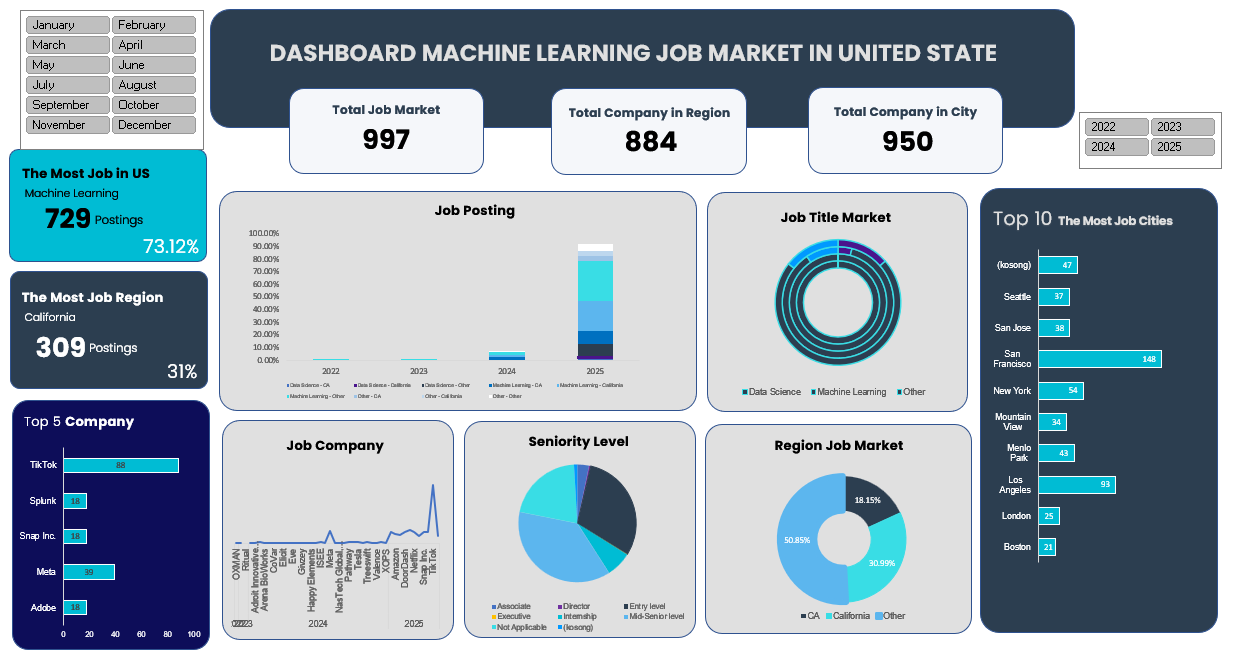 January
February
March
April
May
June
July
August
September
October
November
December
DASHBOARD MACHINE LEARNING JOB MARKET IN UNITED STATE
Total Job Market
997
Total Company in Region
884
Total Company in City
950
2022
2023
2024
2025
The Most Job in US
Machine Learning
729 Postings
73.12%
The Most Job Region
California
309 Postings
31%
Top 5 Company
TikTok
88
Splunk
18
Snap Inc.
18
Meta
39
Adobe
18
0 20 40 60 80 100
Job Posting
100.00%
90.00%
80.00%
70.00%
60.00%
50.00%
40.00%
30.00%
20.00%
10.00%
0.00%
2022 2023 2024 2025
Data Science - CA
Data Science - California
Data Science - Other
Machine Learning - CA
Machine Learning - California
Machine Learning - Other
Other - CA
Other - California
Other - Other
Job Title Market
Data Science
Machine Learning
Other
Top 10 The Most Job Cities
(kosong)
47
Seattle
37
San Jose
38
San
Francisco
148
New York
54
Mountain
View
34
Menlo
Park
43
Los
Angeles
93
London
25
Boston
21
Job Company
OXMAN
Ritual
Adroit Innovative…
Arena BioWorks
CoVar
Elicit
Eve
Grvzey
Happy Elements
ISEE
Meta
NasTech Global,…
Pathway
Tesla
Treeswift
Valence
XOPS
Amazon
DoorDash
Netflix
Snap Inc.
TikTok
2023
2024
2025
Seniority Level
Associate
Director
Entry level
Executive
Internship
Mid-Senior level
Not Applicable
(kosong)
Region Job Market
18.15%
50.85%
30.99%
CA
California
Other